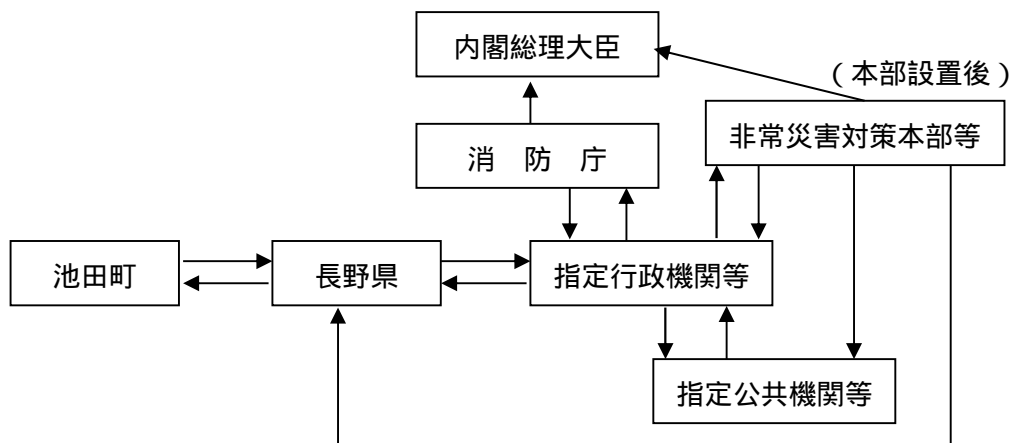 内閣総理大臣
（本部設置後）
非常災害対策本部等
消　防　庁
池田町
長野県
指定行政機関等
指定公共機関等